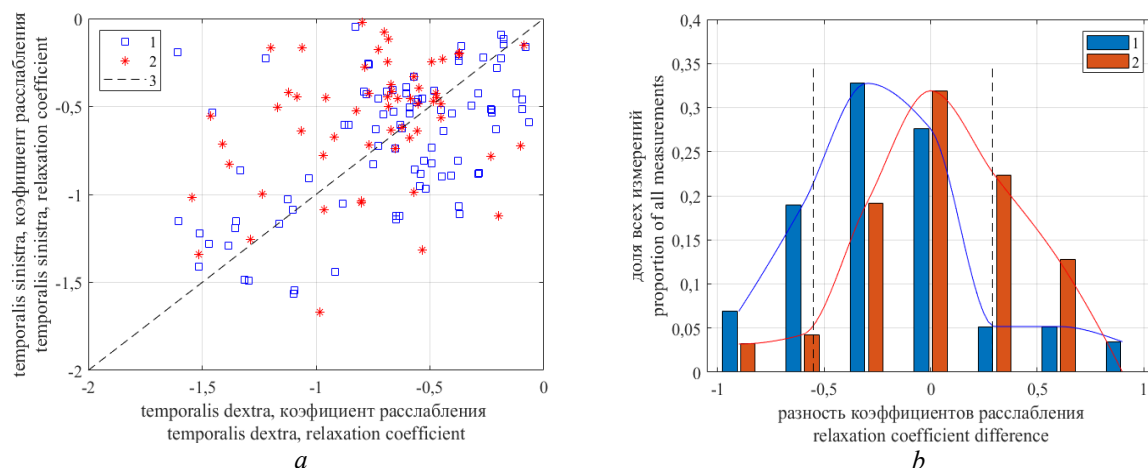 temporalis sinistra, коэфициент расслабления
temporalis sinistra, relaxation coefficient
0
-0,5
-1
-1,5
-2
1
2
3
-2
-1,5
-1
-0,5
0
temporalis dextra, коэфициент расслабления
temporalis dextra, relaxation coefficient
a
доля всех измерений
proportion of all measurements
0,4
0,35
0,3
0,25
0,2
0,15
0,1
0,05
0
1
2
-1
-0,5
0
0,5
1
разность коэффициентов расслабления
relaxation coefficient difference
b